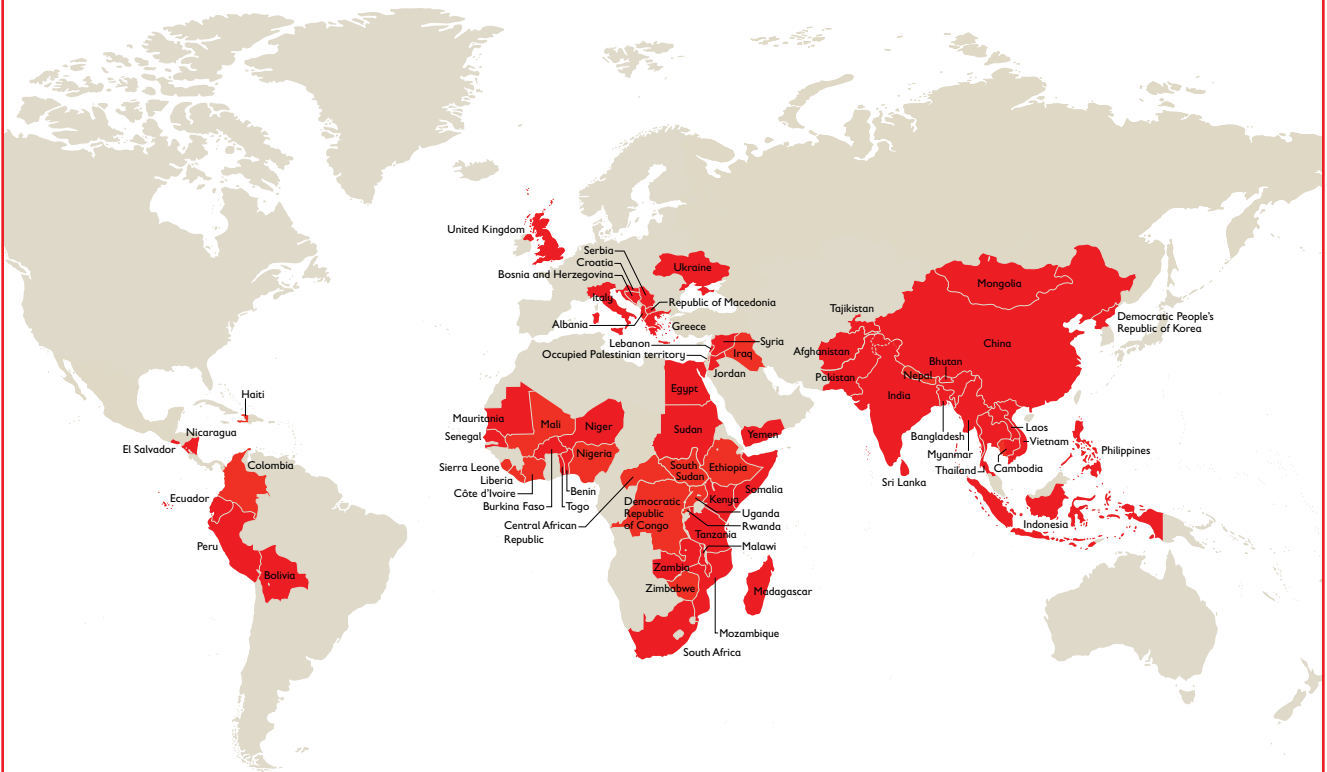 United Kingdom
Serbia
Croatia
Bosnia and Herzegovina
Ukraine
Italy
Republic of Macedonia
Albania
Greece
Lebanon
Syria
Occupied Palestinian territory
Iraq
Jordan
Tajikistan
Afghanistan
Pakistan
Mongolia
Democratic People's
Republic of Korea
China
Bhutan
Nepal
India
Bangladesh
Myanmar
Thailand
Laos
Vietnam
Cambodia
Philippines
Sri Lanka
Indonesia
Haiti
Nicaragua
El Salvador
Colombia
Ecuador
Peru
Bolivia
Mauritania
Senegal
Mali
Niger
Nigeria
Sierra Leone
Liberia
Côte d'Ivoire
Burkina Faso
Benin
Togo
Central African
Republic
Egypt
Sudan
Yemen
South
Sudan
Ethiopia
Somalia
Democratic
Republic
of Congo
Kenya
Uganda
Rwanda
Tanzania
Malawi
Zambia
Zimbabwe
Madagascar
Mozambique
South Africa